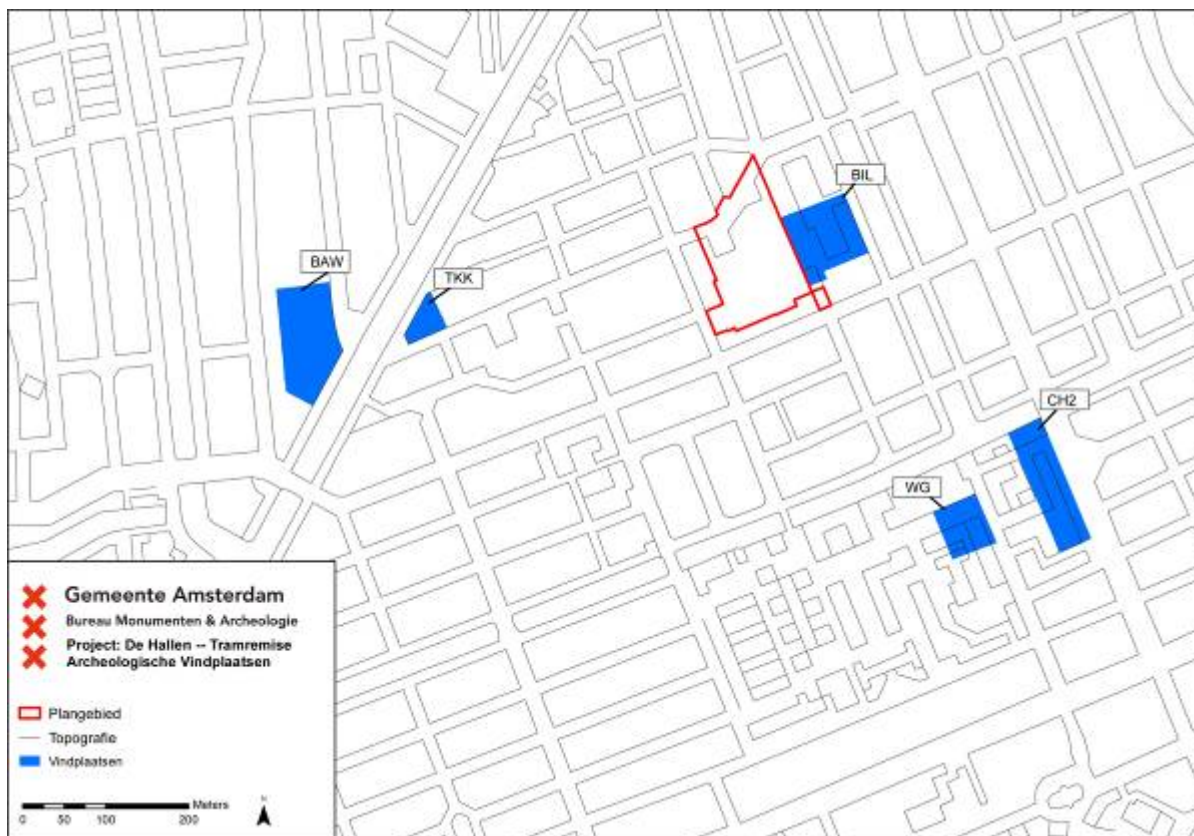 BIL
BAW
TKK
CH2
WG
Gemeente Amsterdam
Bureau Monumenten & Archeologie
Project: De Hallen -- Tramremise
Archeologische Vindplaatsen
Plangebied
Topografie
Vindplaatsen
Meters
0 50 100 200
N